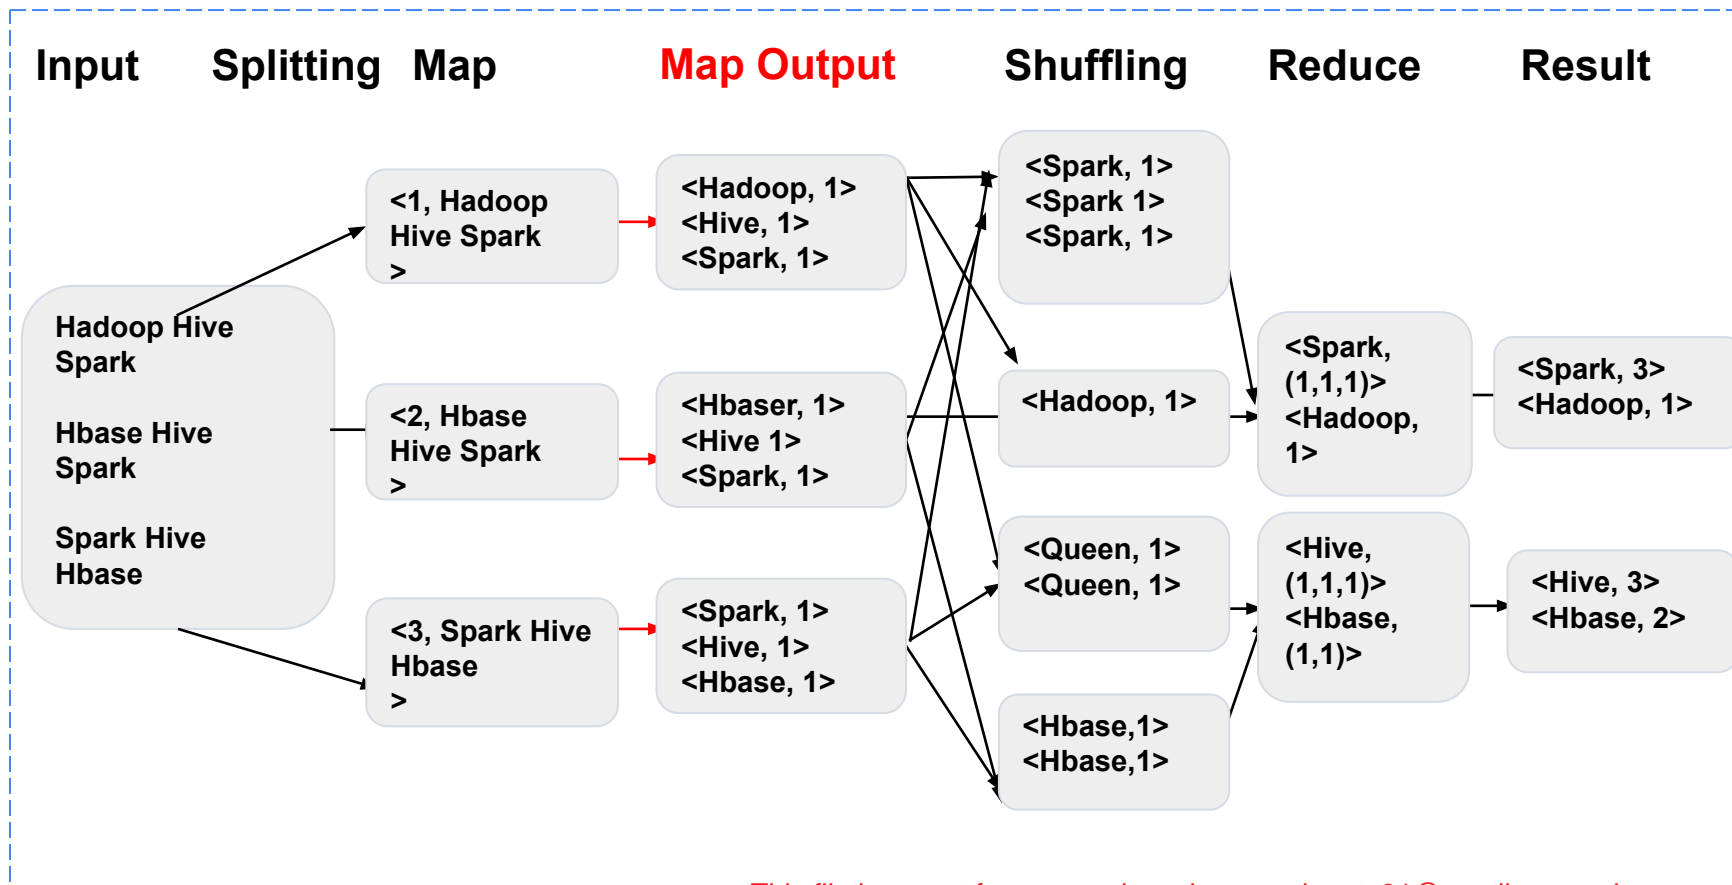 Input Splitting Map Map Output Shuffling Reduce Result
Hadoop Hive
Spark
Hbase Hive
Spark
Spark Hive
Hbase
<1, Hadoop
Hive Spark
>
<2, Hbase
Hive Spark
>
<3, Spark Hive
Hbase
>
<Hadoop, 1>
<Hive, 1>
<Spark, 1>
<Hbaser, 1>
<Hive 1>
<Spark, 1>
<Spark, 1>
<Hive, 1>
<Hbase, 1>
<Spark, 1>
<Spark 1>
<Spark, 1>
<Hadoop, 1>
<Queen, 1>
<Queen, 1>
<Hbase,1>
<Hbase,1>
<Spark,
(1,1,1)>
<Hadoop,
1>
<Hive,
(1,1,1)>
<Hbase,
(1,1)>
<Spark, 3>
<Hadoop, 1>
<Hive, 3>
<Hbase, 2>